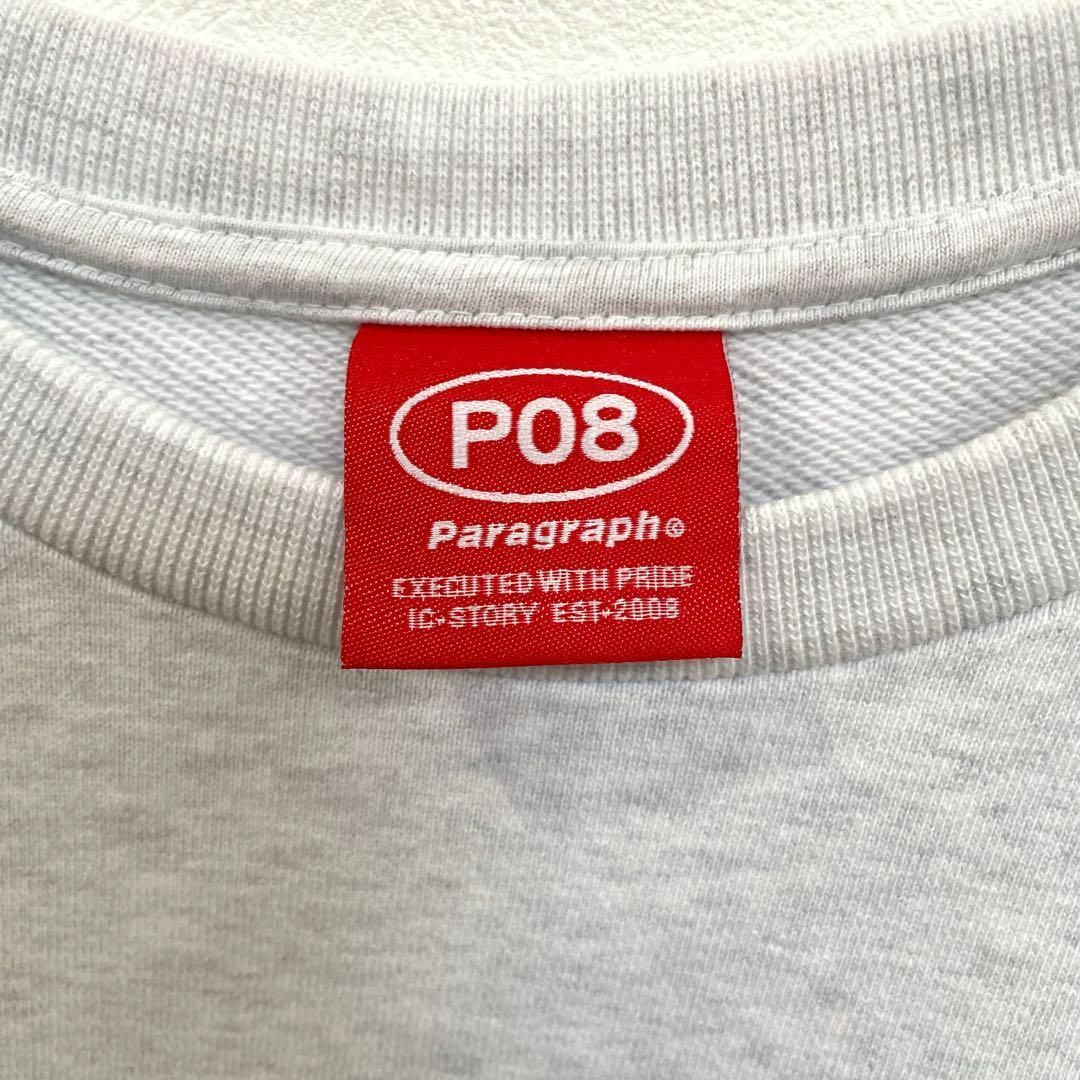 P08
Paragraph®
EXECUTED WITH PRIDE
IC•STORY EST•2008